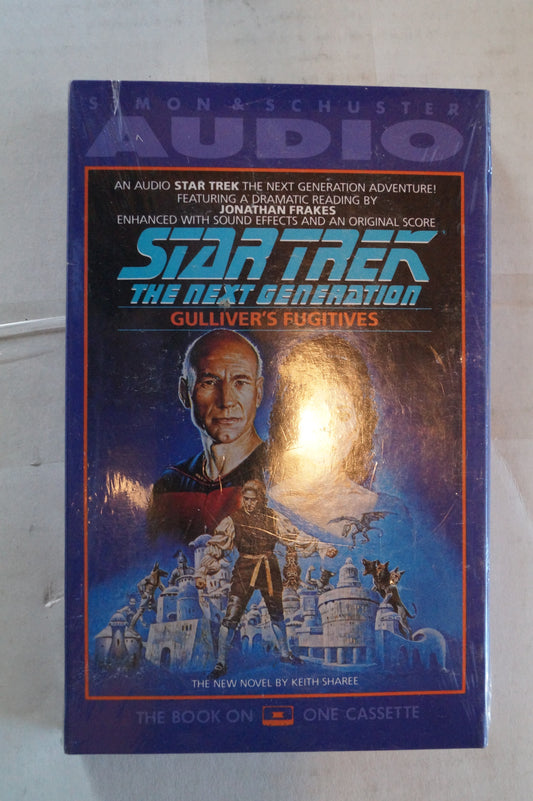 SIMON & SCHUSTER
AUDIO
AN AUDIO STAR TREK THE NEXT GENERATION ADVENTURE!
FEATURING A DRAMATIC READING BY
JONATHAN FRAKES
ENHANCED WITH SOUND EFFECTS AND AN ORIGINAL SCORE
STAR TREK
THE NEXT GENERATION
GULLIVER'S FUGITIVES
THE NEW NOVEL BY KEITH SHAREE
THE BOOK ON ONE CASSETTE